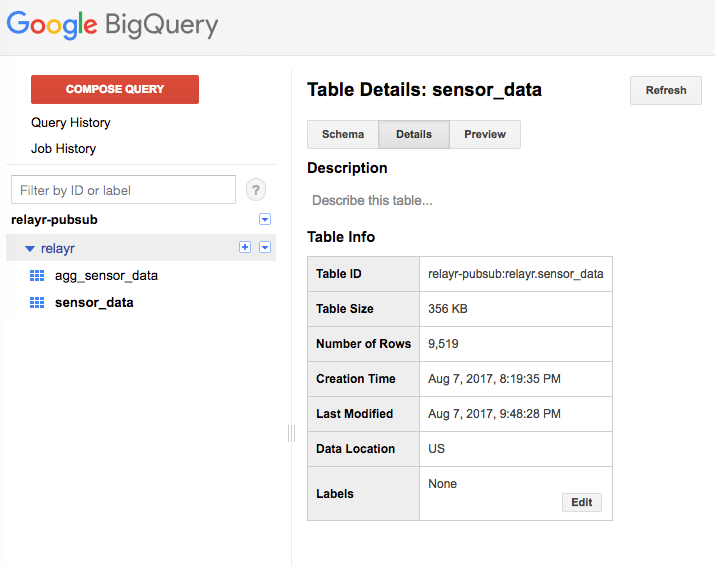 Google BigQuery
COMPOSE QUERY
Query History
Job History
Filter by ID or label
?
relayr-pubsub
relayr
agg_sensor_data
sensor_data
Table Details: sensor_data
Refresh
Schema Details Preview
Description
Describe this table...
Table Info
Table ID relayr-pubsub:relayr.sensor_data
Table Size 356 KB
Number of Rows 9,519
Creation Time Aug 7, 2017, 8:19:35 PM
Last Modified Aug 7, 2017, 9:48:28 PM
Data Location US
Labels None
Edit